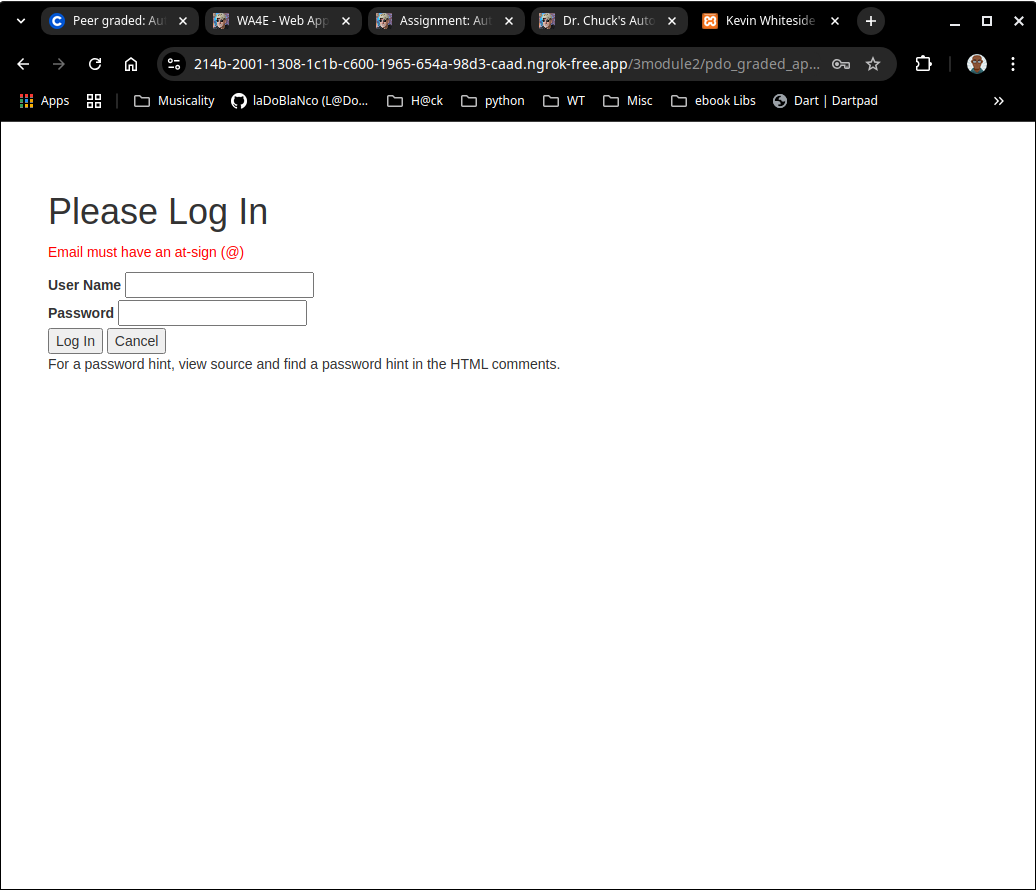 Peer graded: Au
WA4E - Web App
Assignment: Aut
Dr. Chuck's Auto
Kevin Whiteside
214b-2001-1308-1c1b-c600-1965-654a-98d3-caad.ngrok-free.app/3module2/pdo_graded_ap...
Apps
Musicality
laDoBlaNco (L@Do...
H@ck
python
WT
Misc
ebook Libs
Dart | Dartpad
Please Log In
Email must have an at-sign (@)
User Name
Password
Log In Cancel
For a password hint, view source and find a password hint in the HTML comments.